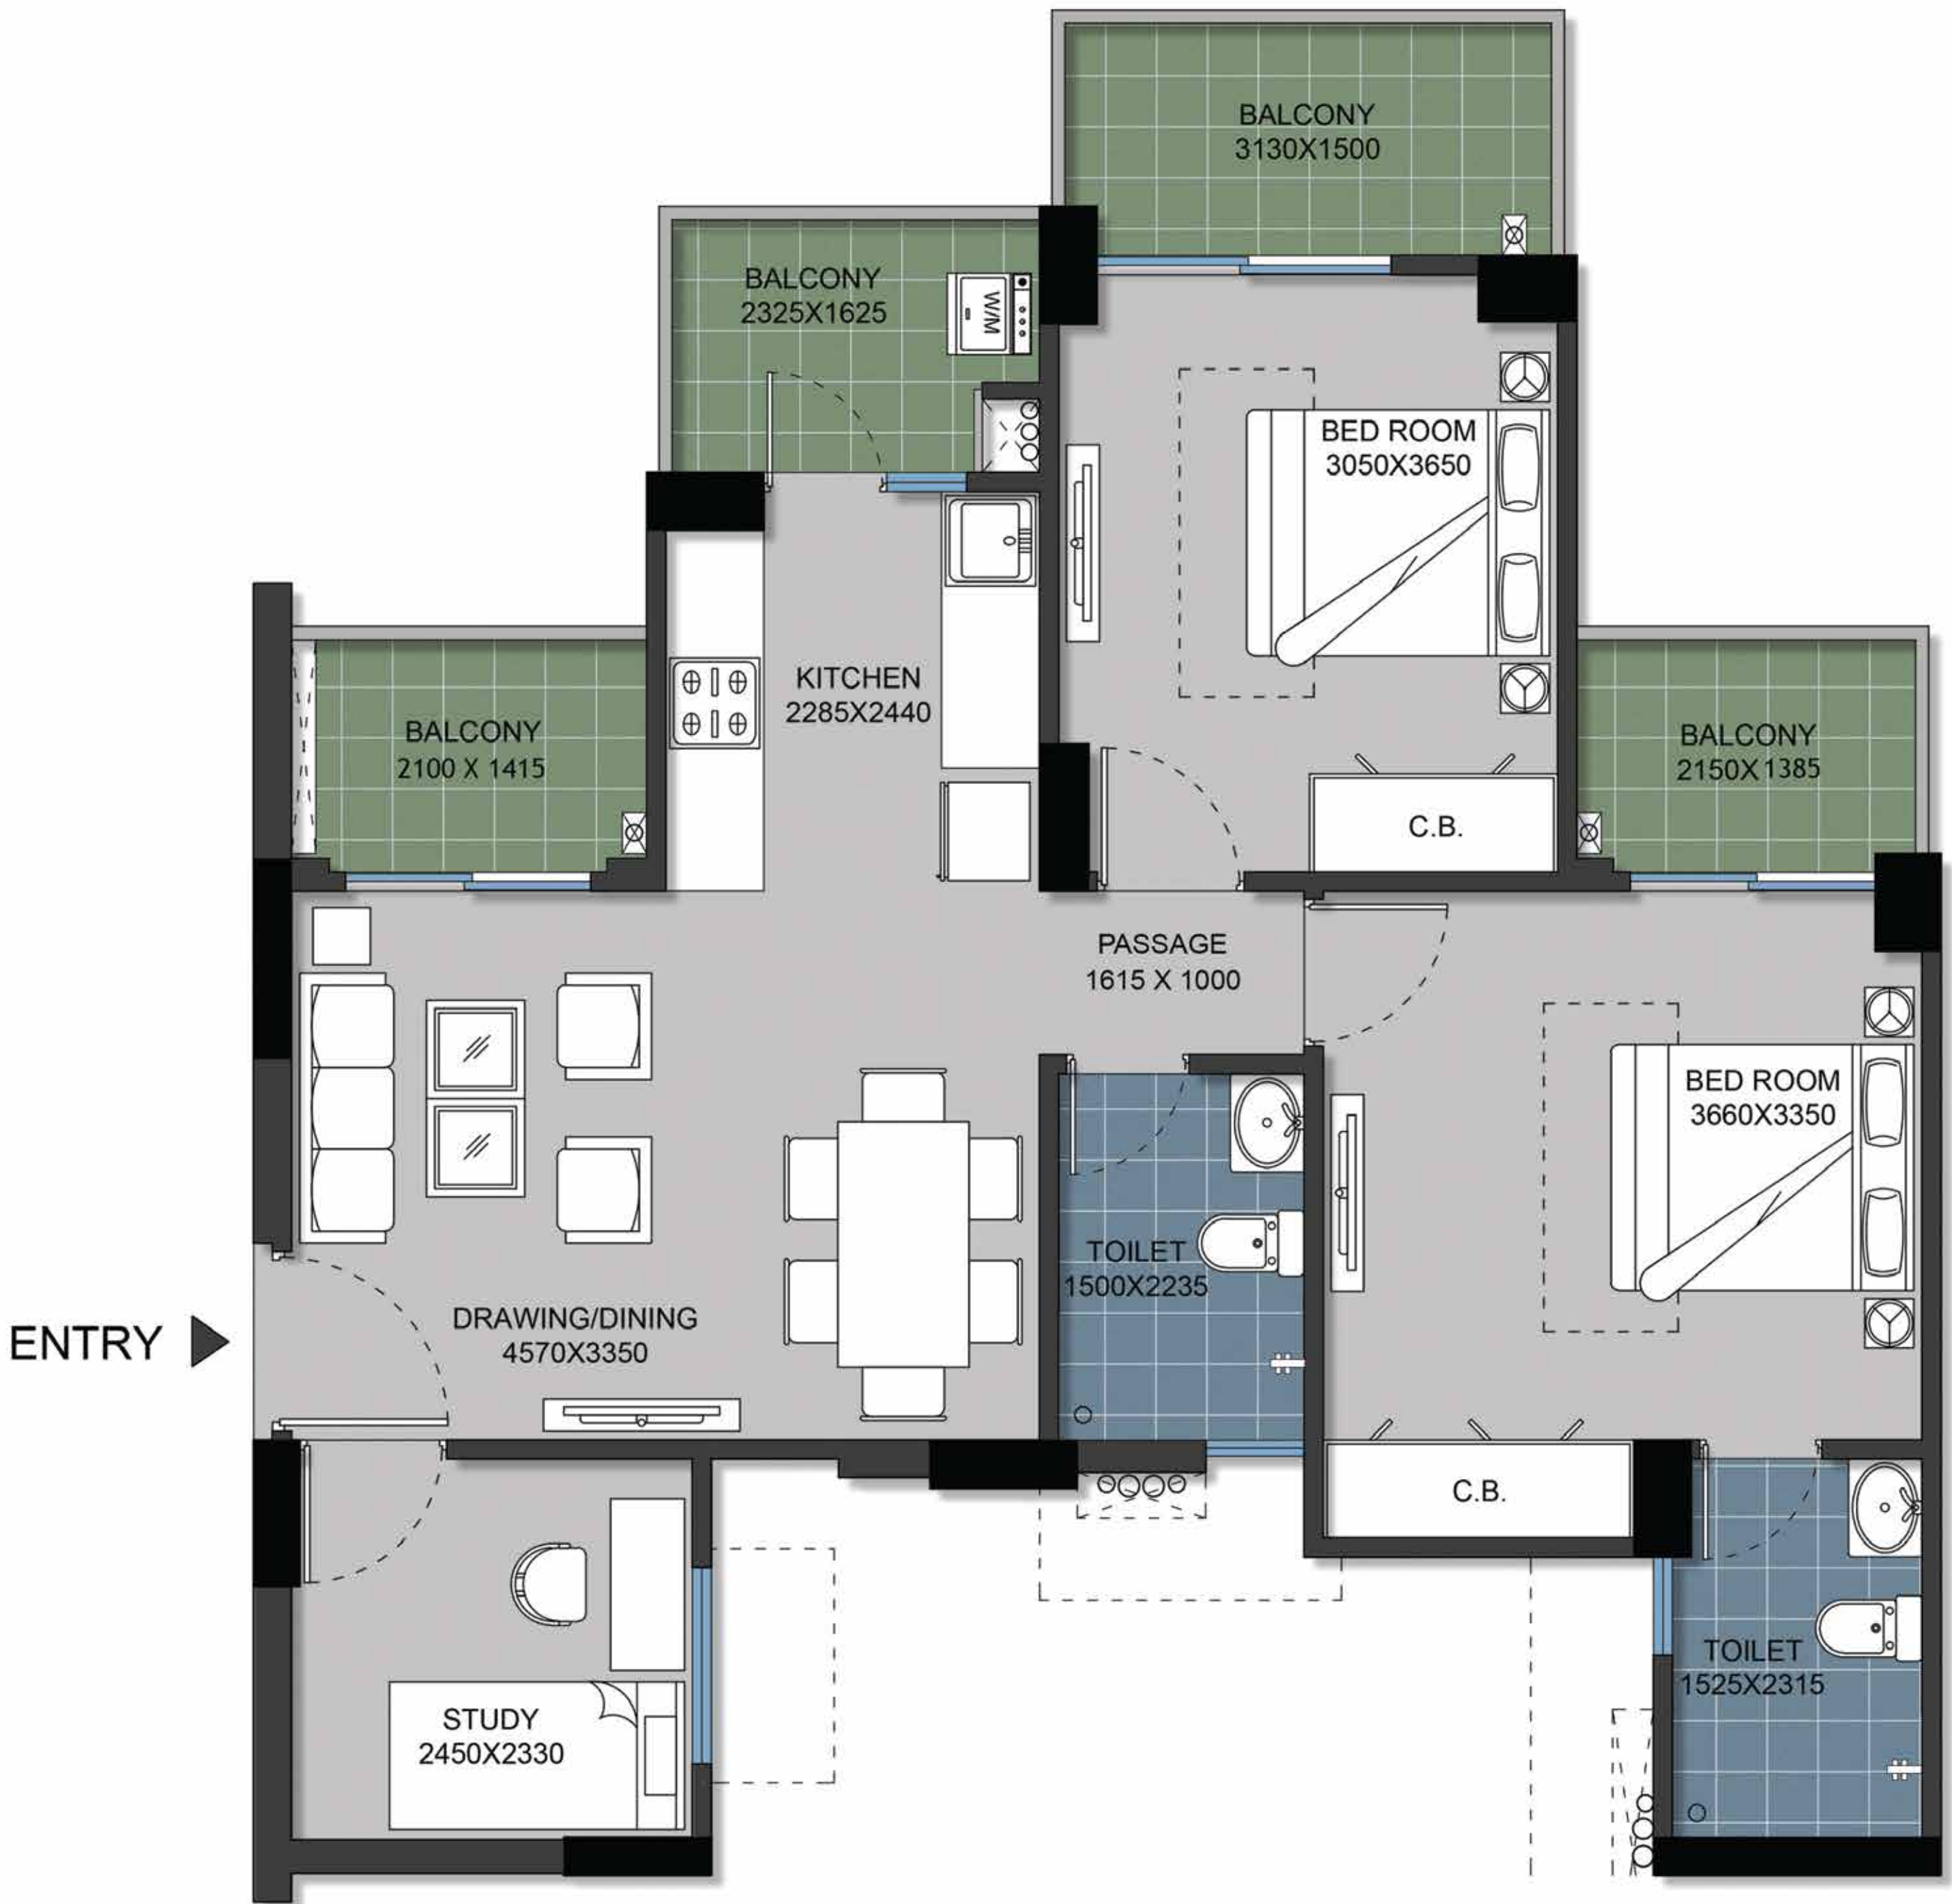 BALCONY
3130X1500
BALCONY
2325X1625
W/M
BED ROOM
3050X3650
KITCHEN
2285X2440
BALCONY
2100 X 1415
BALCONY
2150X1385
C.B.
PASSAGE
1615 X 1000
BED ROOM
3660X3350
TOILET
1500X2235
ENTRY
DRAWING/DINING
4570X3350
C.B.
TOILET
1525X2315
STUDY
2450X2330